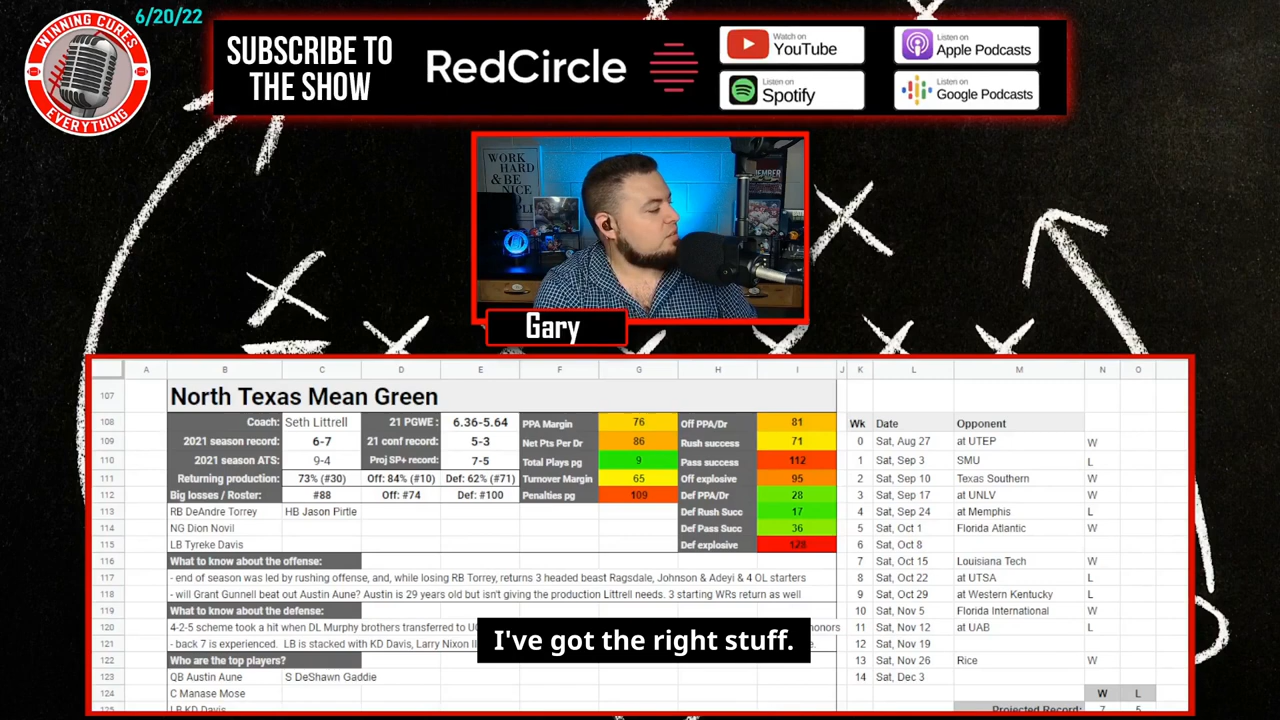 6/20/22
WINNING CURES
EVERYTHING
SUBSCRIBE TO
THE SHOW
RedCircle
Watch on
YouTube
Listen on
Spotify
Listen on
Apple Podcasts
Listen on
Google Podcasts
WORK
HARD
& BE
NICE
Gary
A B C D E F G H I J K L M N O
107 North Texas Mean Green
108 Coach: Seth Littrell 21 PGWE : 6.36-5.64 PPA Margin 76 Off PPA/Dr 81 Wk Date Opponent
109 2021 season record: 6-7 21 conf record: 5-3 Net Pts Per Dr 86 Rush success 71 0 Sat, Aug 27 at UTEP W
110 2021 season ATS: 9-4 Proj SP+ record: 7-5 Total Plays pg 9 Pass success 112 1 Sat, Sep 3 SMU L
111 Returning production: 73% (#30) Off: 84% (#10) Def: 62% (#71) Turnover Margin 65 Off explosive 95 2 Sat, Sep 10 Texas Southern W
112 Big losses / Roster: #88 Off: #74 Def: #100 Penalties pg 109 Def PPA/Dr 28 3 Sat, Sep 17 at UNLV W
113 RB DeAndre Torrey HB Jason Pirtle Def Rush Succ 17 4 Sat, Sep 24 at Memphis L
114 NG Dion Novil Def Pass Succ 36 5 Sat, Oct 1 Florida Atlantic W
115 LB Tyreke Davis Def explosive 128 6 Sat, Oct 8
116 What to know about the offense: 7 Sat, Oct 15 Louisiana Tech W
117 - end of season was led by rushing offense, and, while losing RB Torrey, returns 3 headed beast Ragsdale, Johnson & Adeyi & 4 OL starters 8 Sat, Oct 22 at UTSA L
118 - will Grant Gunnell beat out Austin Aune? Austin is 29 years old but isn't giving the production Littrell needs. 3 starting WRs return as well 9 Sat, Oct 29 at Western Kentucky L
119 What to know about the defense: 10 Sat, Nov 5 Florida International W
120 4-2-5 scheme took a hit when DL Murphy brothers transferred to honors 11 Sat, Nov 12 at UAB L
121 - back 7 is experienced. LB is stacked with KD Davis, Larry Nixon 12 Sat, Nov 19
122 Who are the top players? 13 Sat, Nov 26 Rice W
123 QB Austin Aune S DeShawn Gaddie 14 Sat, Dec 3
124 C Manase Mose W L
125 LB KD Davis Projected Record: 7 5
I've got the right stuff.